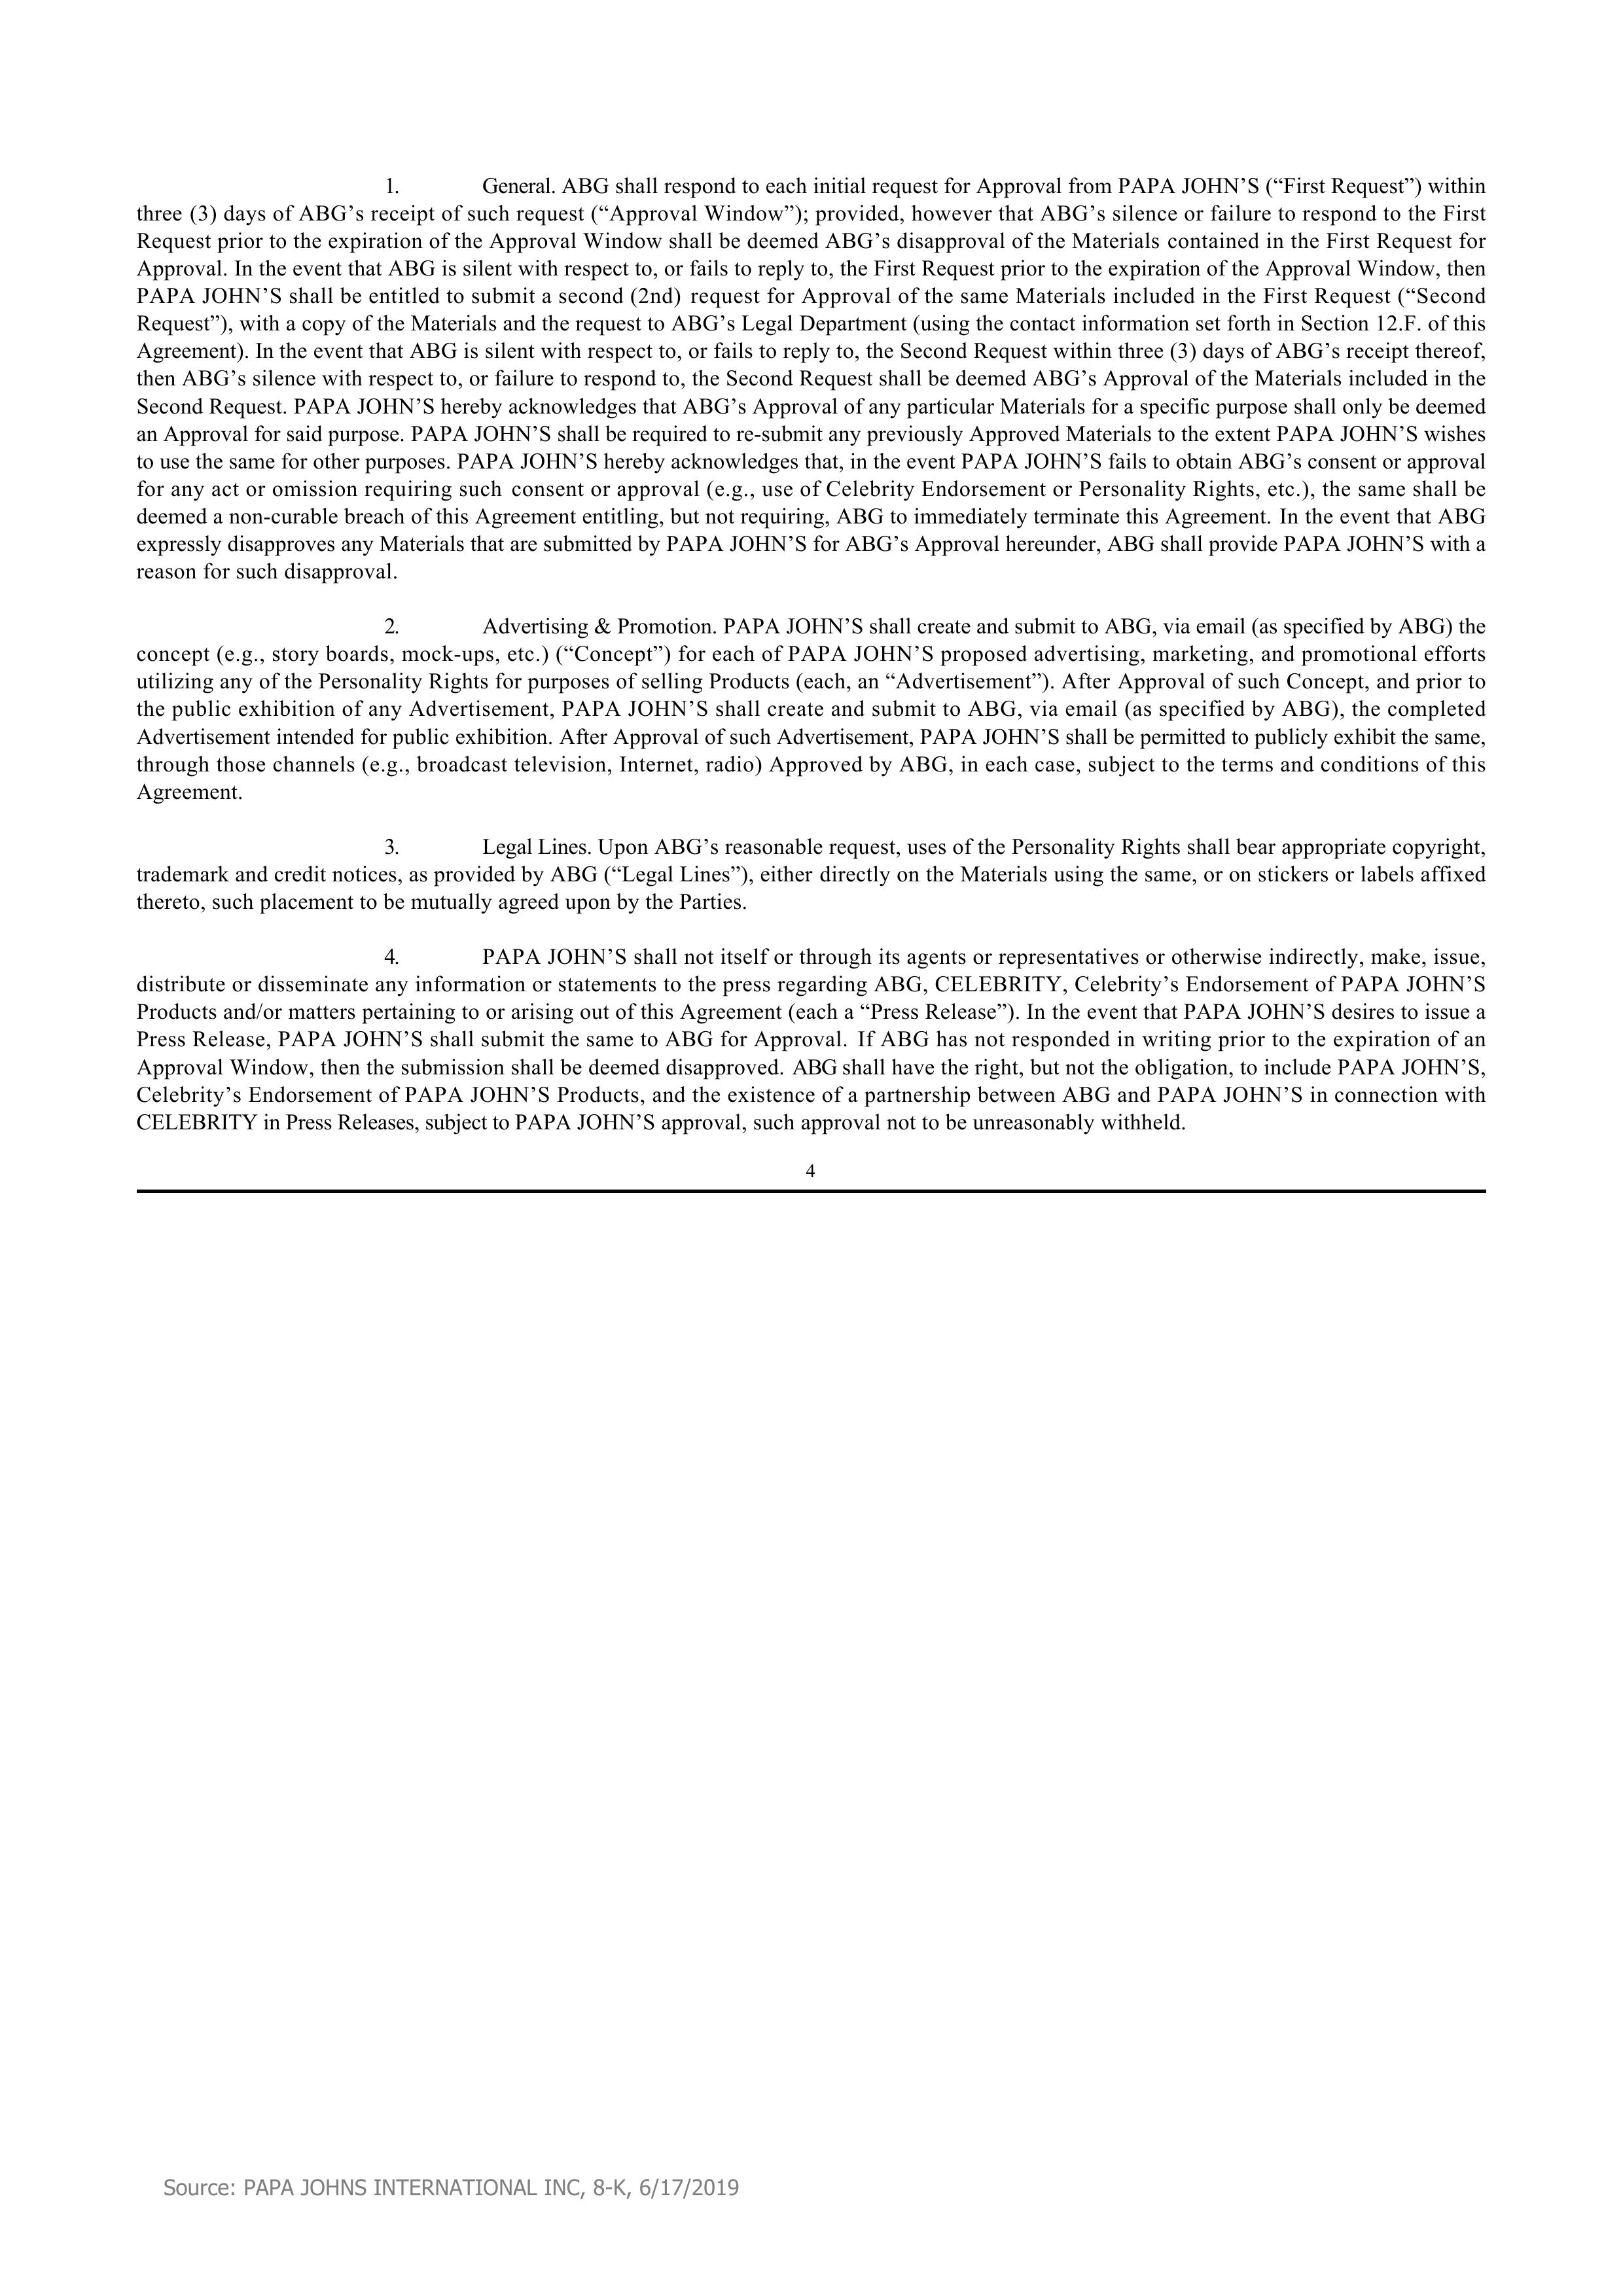 1. General. ABG shall respond to each initial request for Approval from PAPA JOHN’S (“First Request”) within
three (3) days of ABG’s receipt of such request (“Approval Window”); provided, however that ABG’s silence or failure to respond to the First
Request prior to the expiration of the Approval Window shall be deemed ABG’s disapproval of the Materials contained in the First Request for
Approval. In the event that ABG is silent with respect to, or fails to reply to, the First Request prior to the expiration of the Approval Window, then
PAPA JOHN’S shall be entitled to submit a second (2nd) request for Approval of the same Materials included in the First Request (“Second
Request”), with a copy of the Materials and the request to ABG’s Legal Department (using the contact information set forth in Section 12.F. of this
Agreement). In the event that ABG is silent with respect to, or fails to reply to, the Second Request within three (3) days of ABG’s receipt thereof,
then ABG’s silence with respect to, or failure to respond to, the Second Request shall be deemed ABG’s Approval of the Materials included in the
Second Request. PAPA JOHN’S hereby acknowledges that ABG’s Approval of any particular Materials for a specific purpose shall only be deemed
an Approval for said purpose. PAPA JOHN’S shall be required to re-submit any previously Approved Materials to the extent PAPA JOHN’S wishes
to use the same for other purposes. PAPA JOHN’S hereby acknowledges that, in the event PAPA JOHN’S fails to obtain ABG’s consent or approval
for any act or omission requiring such consent or approval (e.g., use of Celebrity Endorsement or Personality Rights, etc.), the same shall be
deemed a non-curable breach of this Agreement entitling, but not requiring, ABG to immediately terminate this Agreement. In the event that ABG
expressly disapproves any Materials that are submitted by PAPA JOHN’S for ABG’s Approval hereunder, ABG shall provide PAPA JOHN’S with a
reason for such disapproval.
2. Advertising & Promotion. PAPA JOHN’S shall create and submit to ABG, via email (as specified by ABG) the
concept (e.g., story boards, mock-ups, etc.) (“Concept”) for each of PAPA JOHN’S proposed advertising, marketing, and promotional efforts
utilizing any of the Personality Rights for purposes of selling Products (each, an “Advertisement”). After Approval of such Concept, and prior to
the public exhibition of any Advertisement, PAPA JOHN’S shall create and submit to ABG, via email (as specified by ABG), the completed
Advertisement intended for public exhibition. After Approval of such Advertisement, PAPA JOHN’S shall be permitted to publicly exhibit the same,
through those channels (e.g., broadcast television, Internet, radio) Approved by ABG, in each case, subject to the terms and conditions of this
Agreement.
3. Legal Lines. Upon ABG’s reasonable request, uses of the Personality Rights shall bear appropriate copyright,
trademark and credit notices, as provided by ABG (“Legal Lines”), either directly on the Materials using the same, or on stickers or labels affixed
thereto, such placement to be mutually agreed upon by the Parties.
4. PAPA JOHN’S shall not itself or through its agents or representatives or otherwise indirectly, make, issue,
distribute or disseminate any information or statements to the press regarding ABG, CELEBRITY, Celebrity’s Endorsement of PAPA JOHN’S
Products and/or matters pertaining to or arising out of this Agreement (each a “Press Release”). In the event that PAPA JOHN’S desires to issue a
Press Release, PAPA JOHN’S shall submit the same to ABG for Approval. If ABG has not responded in writing prior to the expiration of an
Approval Window, then the submission shall be deemed disapproved. ABG shall have the right, but not the obligation, to include PAPA JOHN’S,
Celebrity’s Endorsement of PAPA JOHN’S Products, and the existence of a partnership between ABG and PAPA JOHN’S in connection with
CELEBRITY in Press Releases, subject to PAPA JOHN’S approval, such approval not to be unreasonably withheld.
4
Source: PAPA JOHNS INTERNATIONAL INC, 8-K, 6/17/2019